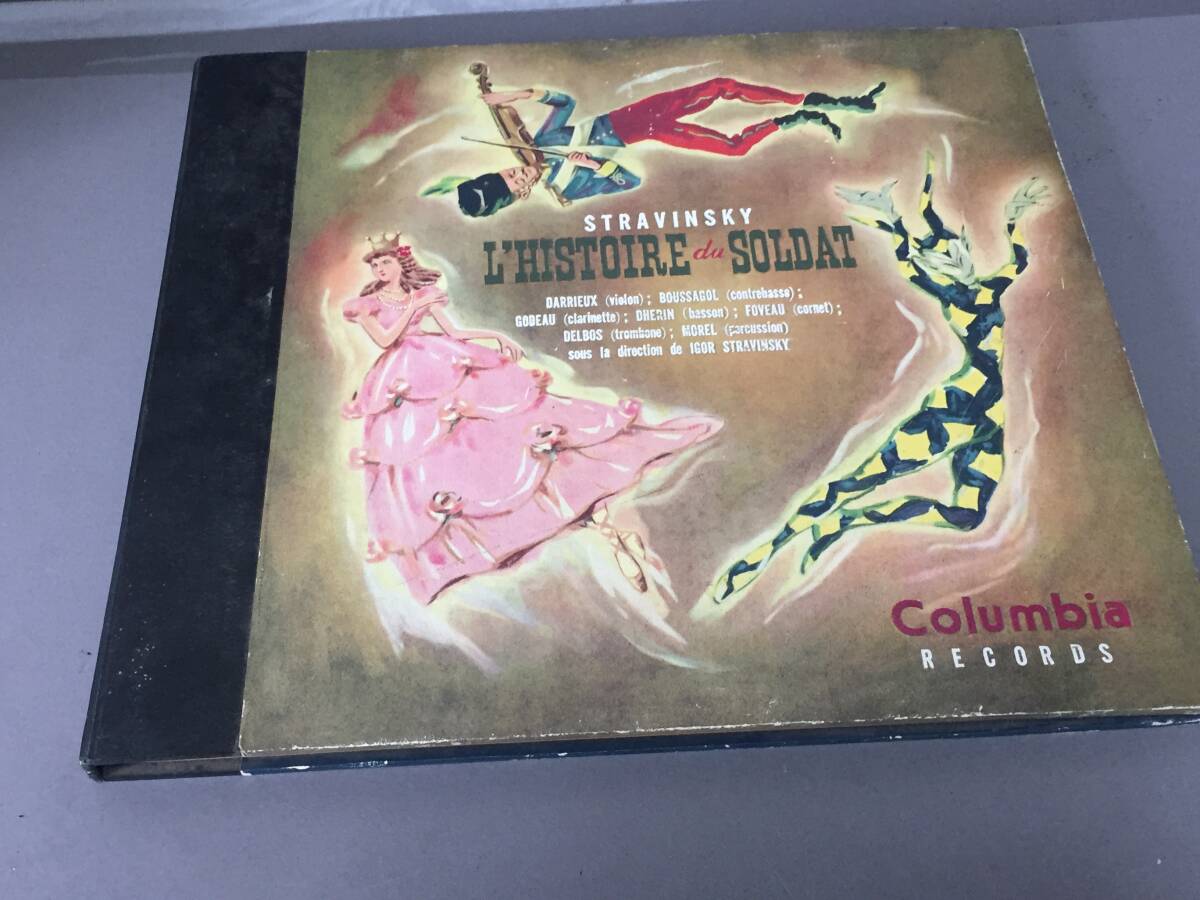 STRAVINSKY
L'HISTOIRE du SOLDAT
DARRIEUX (violon); BOUSSAGOL (contrebasse);
GODEAU (clarinette); DHERIN (basson); FOVEAU (cornet);
DELBOS (trombone); MOREL (percussion)
sous la direction de IGOR STRAVINSKY
Columbia
RECORDS